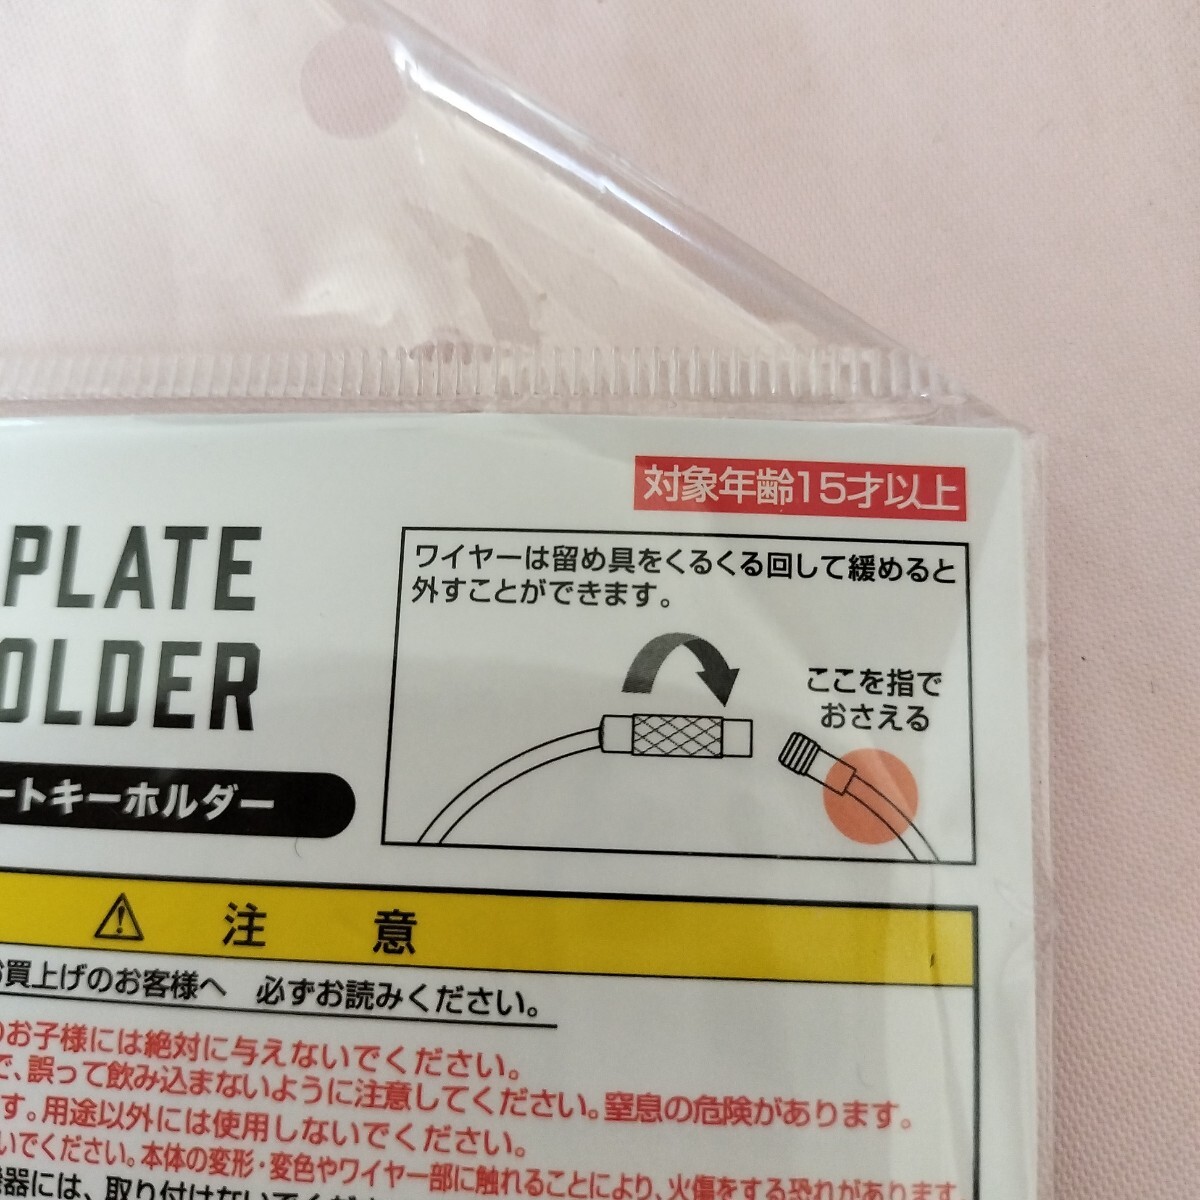 対象年齢15才以上
PLATE
OLDER
ートキーホルダー
ワイヤーは留め具をくるくる回して緩めると
外すことができます。
ここを指で
おさえる
⚠ 注意
買上げのお客様へ 必ずお読みください。
のお子様には絶対に与えないでください。
で、誤って飲み込まないように注意してください。窒息の危険があります。
す。用途以外には使用しないでください。
いでください。本体の変形・変色やワイヤー部に触れることにより、火傷をする恐れがあります
器には、取り付けないでくだ